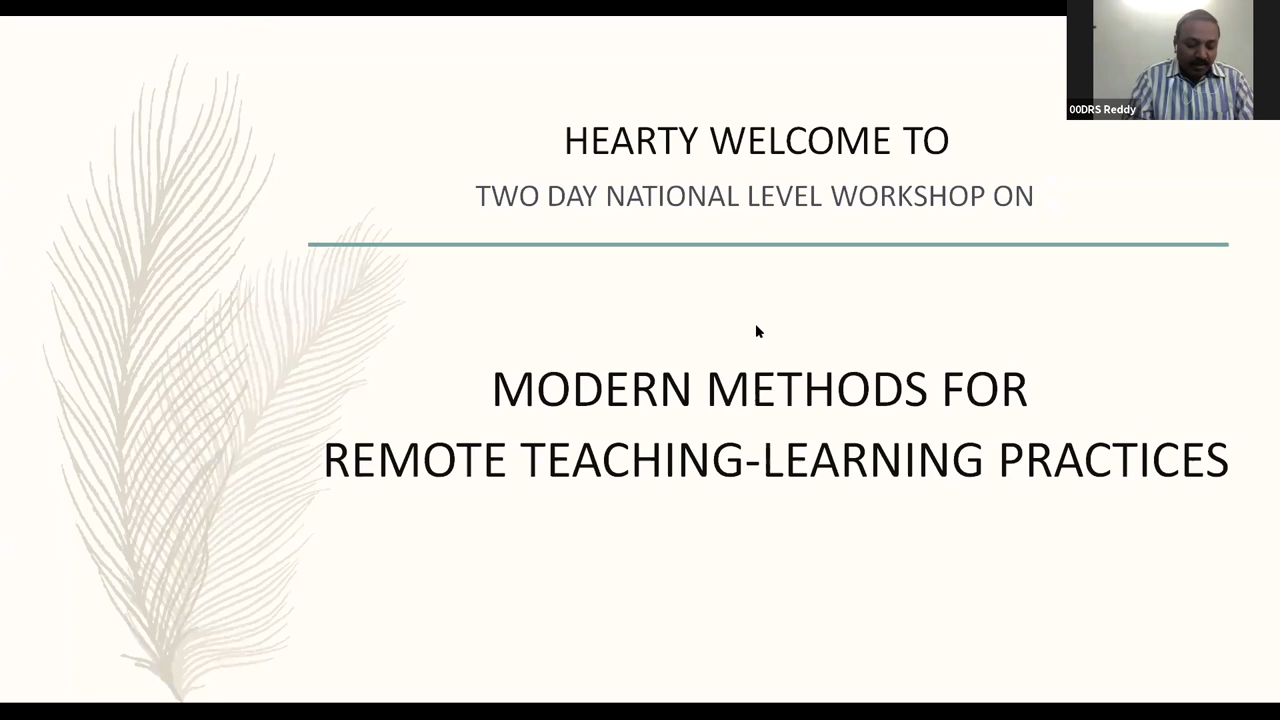 00DRS Reddy
HEARTY WELCOME TO
TWO DAY NATIONAL LEVEL WORKSHOP ON
MODERN METHODS FOR
REMOTE TEACHING-LEARNING PRACTICES